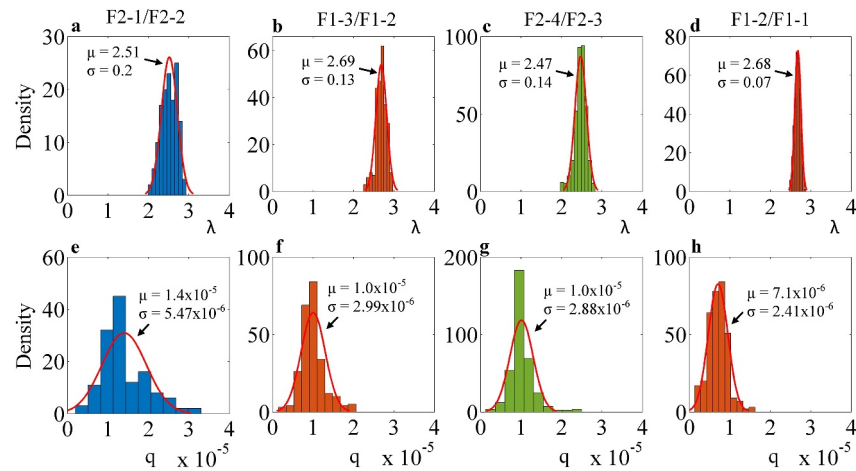 F2-1/F2-2
F1-3/F1-2
F2-4/F2-3
F1-2/F1-1
a
b
c
d
Density
30
20
10
0
μ = 2.51
σ = 0.2
0 1 2 3 4
λ
60
40
20
0
μ = 2.69
σ = 0.13
0 1 2 3 4
λ
100
50
0
μ = 2.47
σ = 0.14
0 1 2 3 4
λ
80
60
40
20
0
μ = 2.68
σ = 0.07
0 1 2 3 4
λ
e
f
g
h
Density
60
40
20
0
μ = 1.4x10⁻⁵
σ = 5.47x10⁻⁶
0 1 2 3 4
q x 10⁻⁵
100
50
0
μ = 1.0x10⁻⁵
σ = 2.99x10⁻⁶
0 1 2 3 4
q x 10⁻⁵
200
100
0
μ = 1.0x10⁻⁵
σ = 2.88x10⁻⁶
0 1 2 3 4
q x 10⁻⁵
100
50
0
μ = 7.1x10⁻⁶
σ = 2.41x10⁻⁶
0 1 2 3 4
q x 10⁻⁵